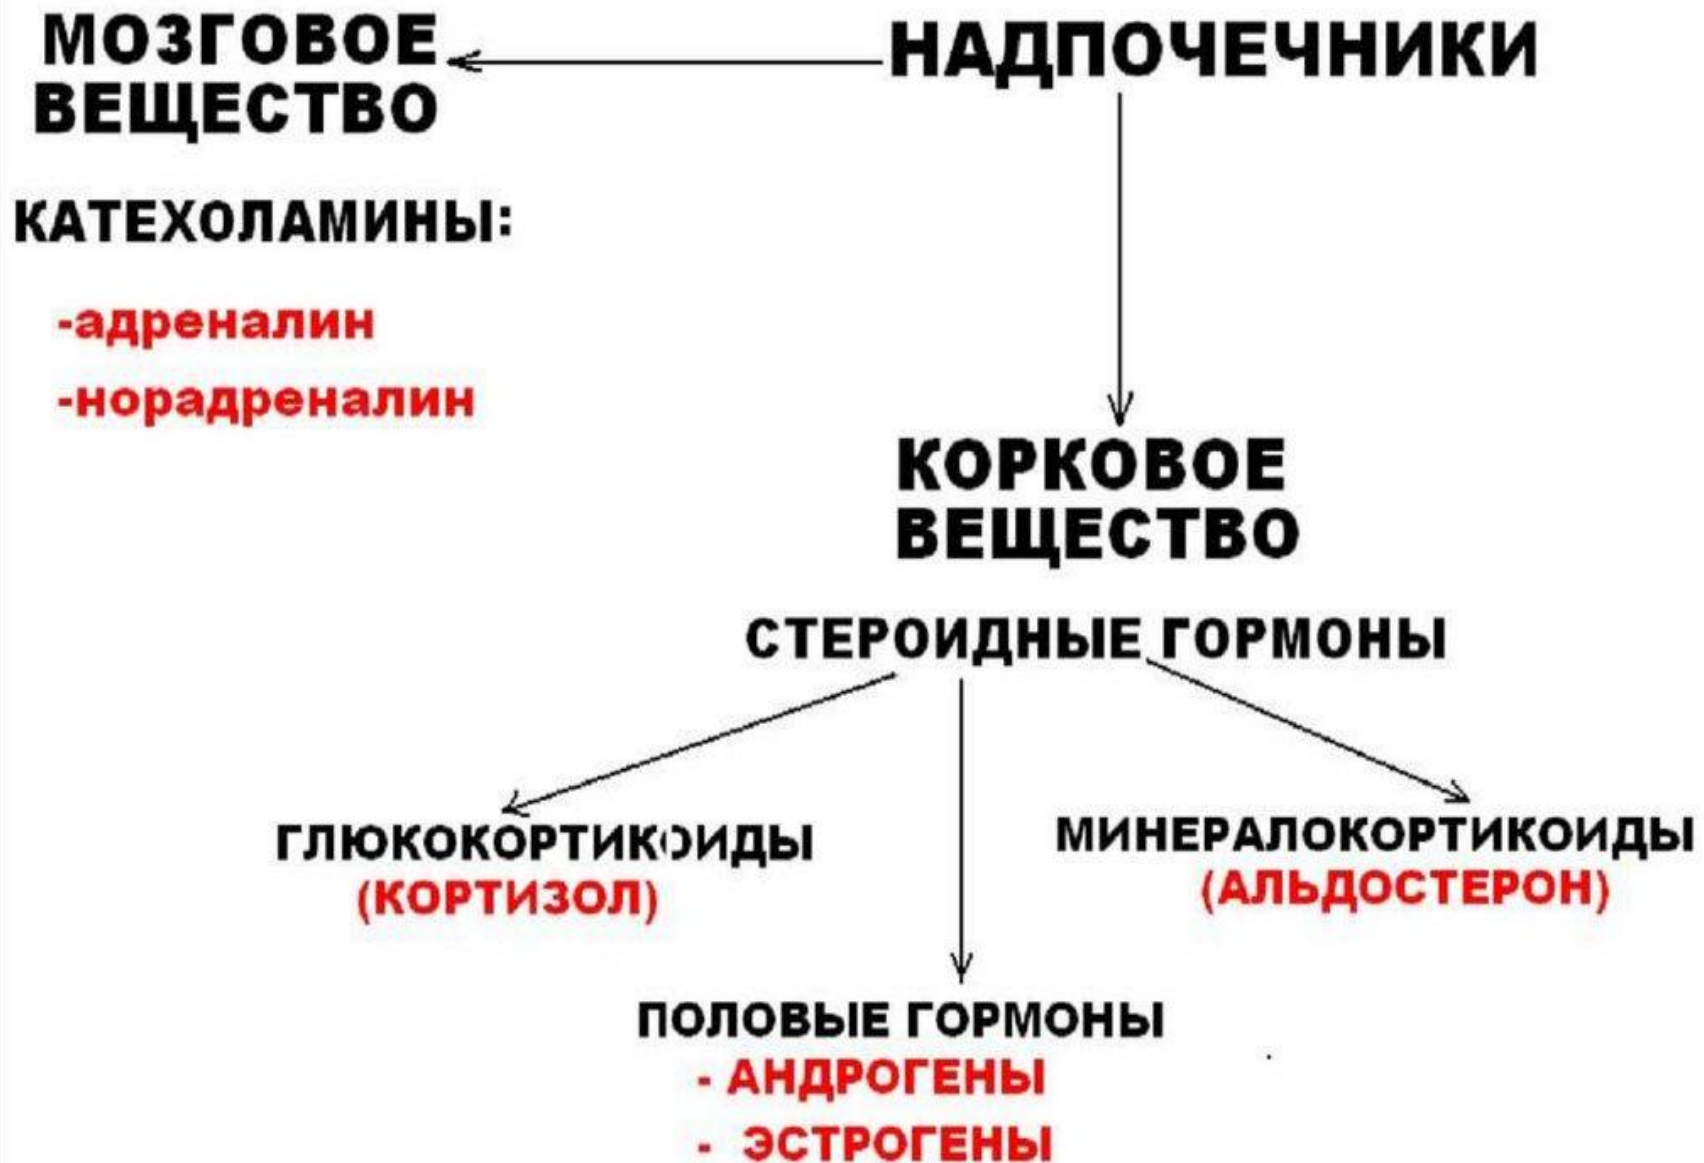 МОЗГОВОЕ
ВЕЩЕСТВО
НАДПОЧЕЧНИКИ
КАТЕХОЛАМИНЫ:
-адреналин
-норадреналин
КОРКОВОЕ
ВЕЩЕСТВО
СТЕРОИДНЫЕ ГОРМОНЫ
ГЛЮКОКОРТИКОИДЫ
(КОРТИЗОЛ)
МИНЕРАЛОКОРТИКОИДЫ
(АЛЬДОСТЕРОН)
ПОЛОВЫЕ ГОРМОНЫ
- АНДРОГЕНЫ
- ЭСТРОГЕНЫ